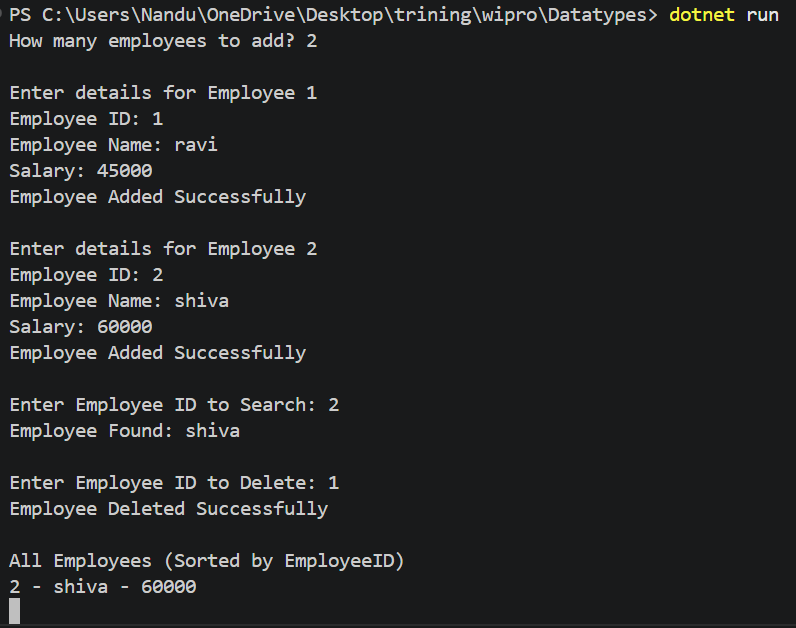 PS C:\Users\Nandu\OneDrive\Desktop\trining\wipro\Datatypes> dotnet run
How many employees to add? 2
Enter details for Employee 1
Employee ID: 1
Employee Name: ravi
Salary: 45000
Employee Added Successfully
Enter details for Employee 2
Employee ID: 2
Employee Name: shiva
Salary: 60000
Employee Added Successfully
Enter Employee ID to Search: 2
Employee Found: shiva
Enter Employee ID to Delete: 1
Employee Deleted Successfully
All Employees (Sorted by EmployeeID)
2 - shiva - 60000